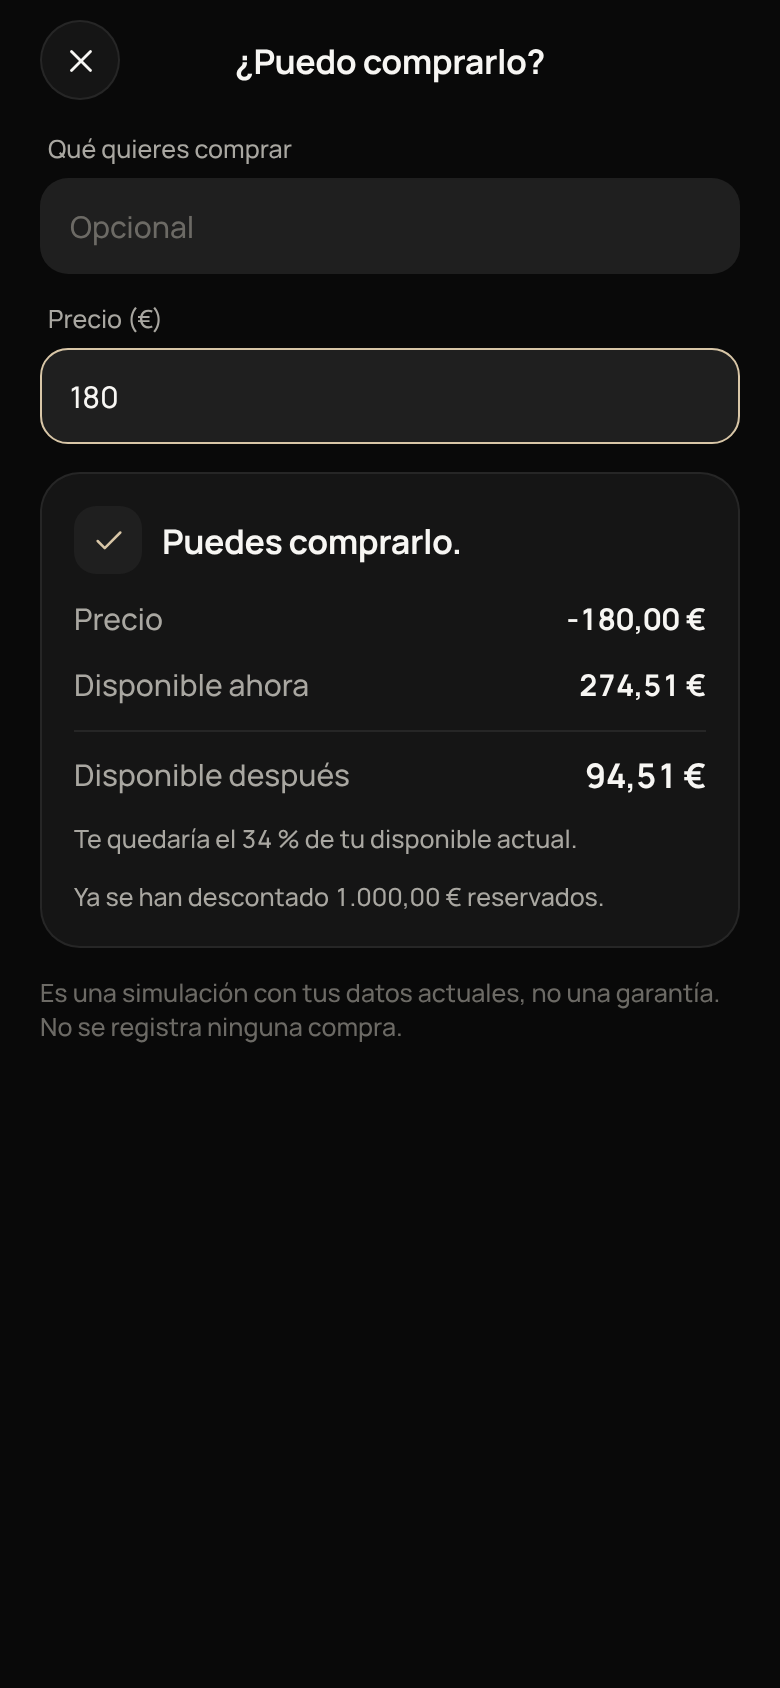 ¿Puedo comprarlo?
Qué quieres comprar
Opcional
Precio (€)
180
Puedes comprarlo.
Precio -180,00 €
Disponible ahora 274,51 €
Disponible después 94,51 €
Te quedaría el 34 % de tu disponible actual.
Ya se han descontado 1.000,00 € reservados.
Es una simulación con tus datos actuales, no una garantía.
No se registra ninguna compra.